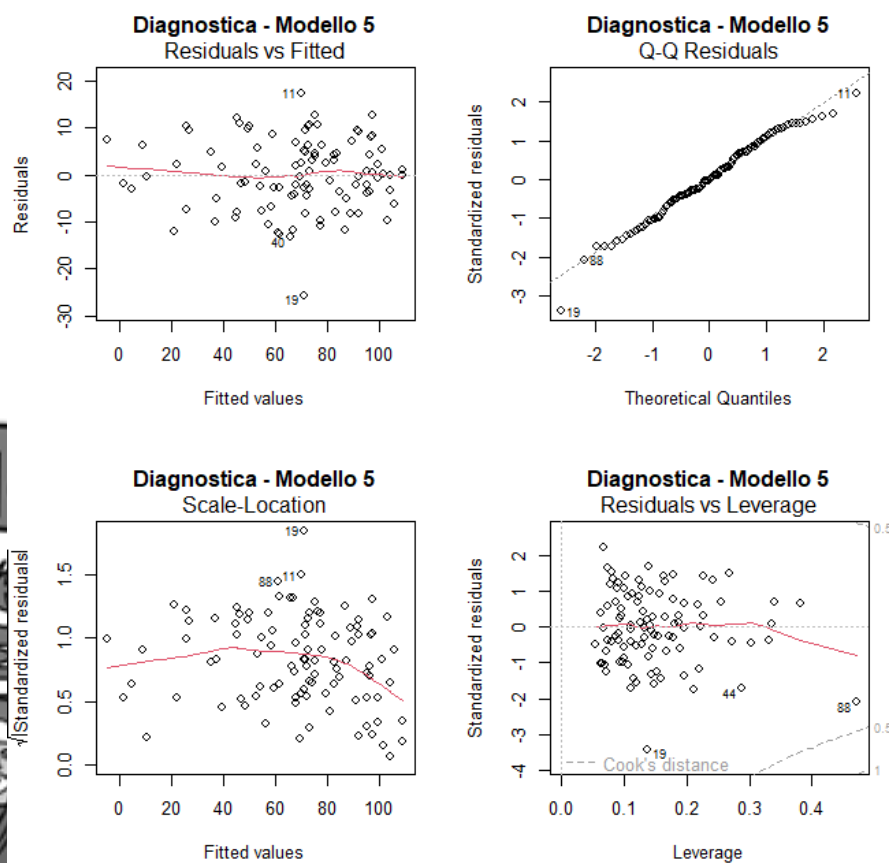 Diagnostica - Modello 5
Residuals vs Fitted
20
10
0
-10
-20
-30
11
40
19
0 20 40 60 80 100
Residuals
Fitted values
Diagnostica - Modello 5
Q-Q Residuals
2
1
0
-1
-2
-3
11
88
19
-2 -1 0 1 2
Standardized residuals
Theoretical Quantiles
Diagnostica - Modello 5
Scale-Location
1.5
1.0
0.5
0.0
19
88 11
0 20 40 60 80 100
√|Standardized residuals|
Fitted values
Diagnostica - Modello 5
Residuals vs Leverage
2
1
0
-1
-2
-3
-4
0.5
44
88
0.5
19
Cook's distance
1
0.0 0.1 0.2 0.3 0.4
Standardized residuals
Leverage